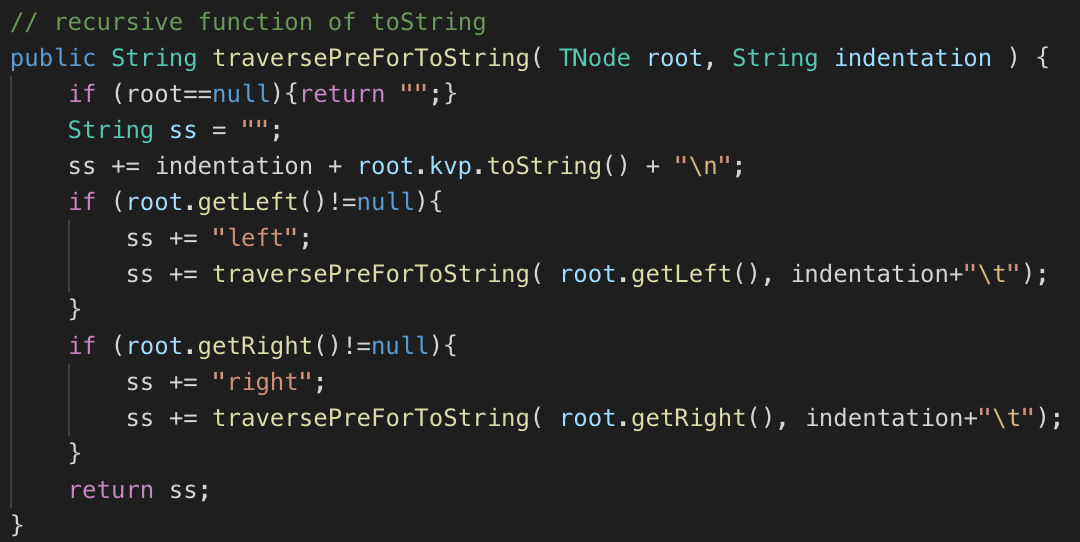 // recursive function of toString
public String traversePreForToString( TNode root, String indentation ) {
    if (root==null){return "";}
    String ss = "";
    ss += indentation + root.kvp.toString() + "\n";
    if (root.getLeft()!=null){
        ss += "left";
        ss += traversePreForToString( root.getLeft(), indentation+"\t");
    }
    if (root.getRight()!=null){
        ss += "right";
        ss += traversePreForToString( root.getRight(), indentation+"\t");
    }
    return ss;
}